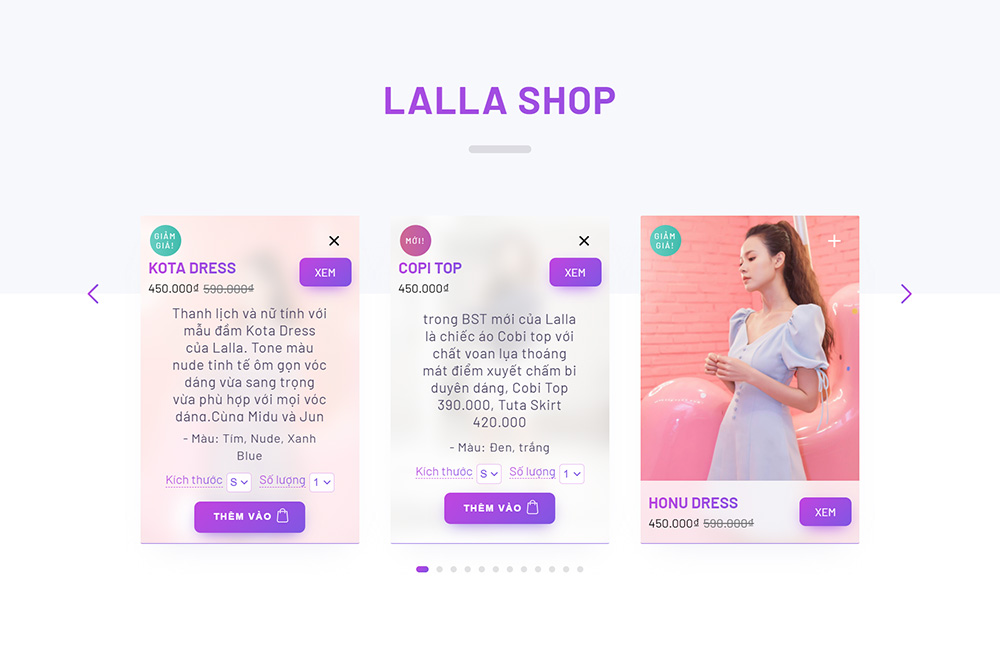 LALLA SHOP
GIẢM
GIÁ!
KOTA DRESS
XEM
450.000₫ 590.000₫
Thanh lịch và nữ tính với
mẫu đầm Kota Dress
của Lalla. Tone màu
nude tinh tế ôm gọn vóc
dáng vừa sang trọng
vừa phù hợp với mọi vóc
dáng.Cùng Midu và Jun
- Màu: Tím, Nude, Xanh
Blue
Kích thước S Số lượng 1
THÊM VÀO
MỚI!
COPI TOP
XEM
450.000₫
trong BST mới của Lalla
là chiếc áo Cobi top với
chất voan lụa thoáng
mát điểm xuyết chấm bi
duyên dáng, Cobi Top
390.000, Tuta Skirt
420.000
- Màu: Đen, trắng
Kích thước S Số lượng 1
THÊM VÀO
GIẢM
GIÁ!
HONU DRESS
XEM
450.000₫ 590.000₫